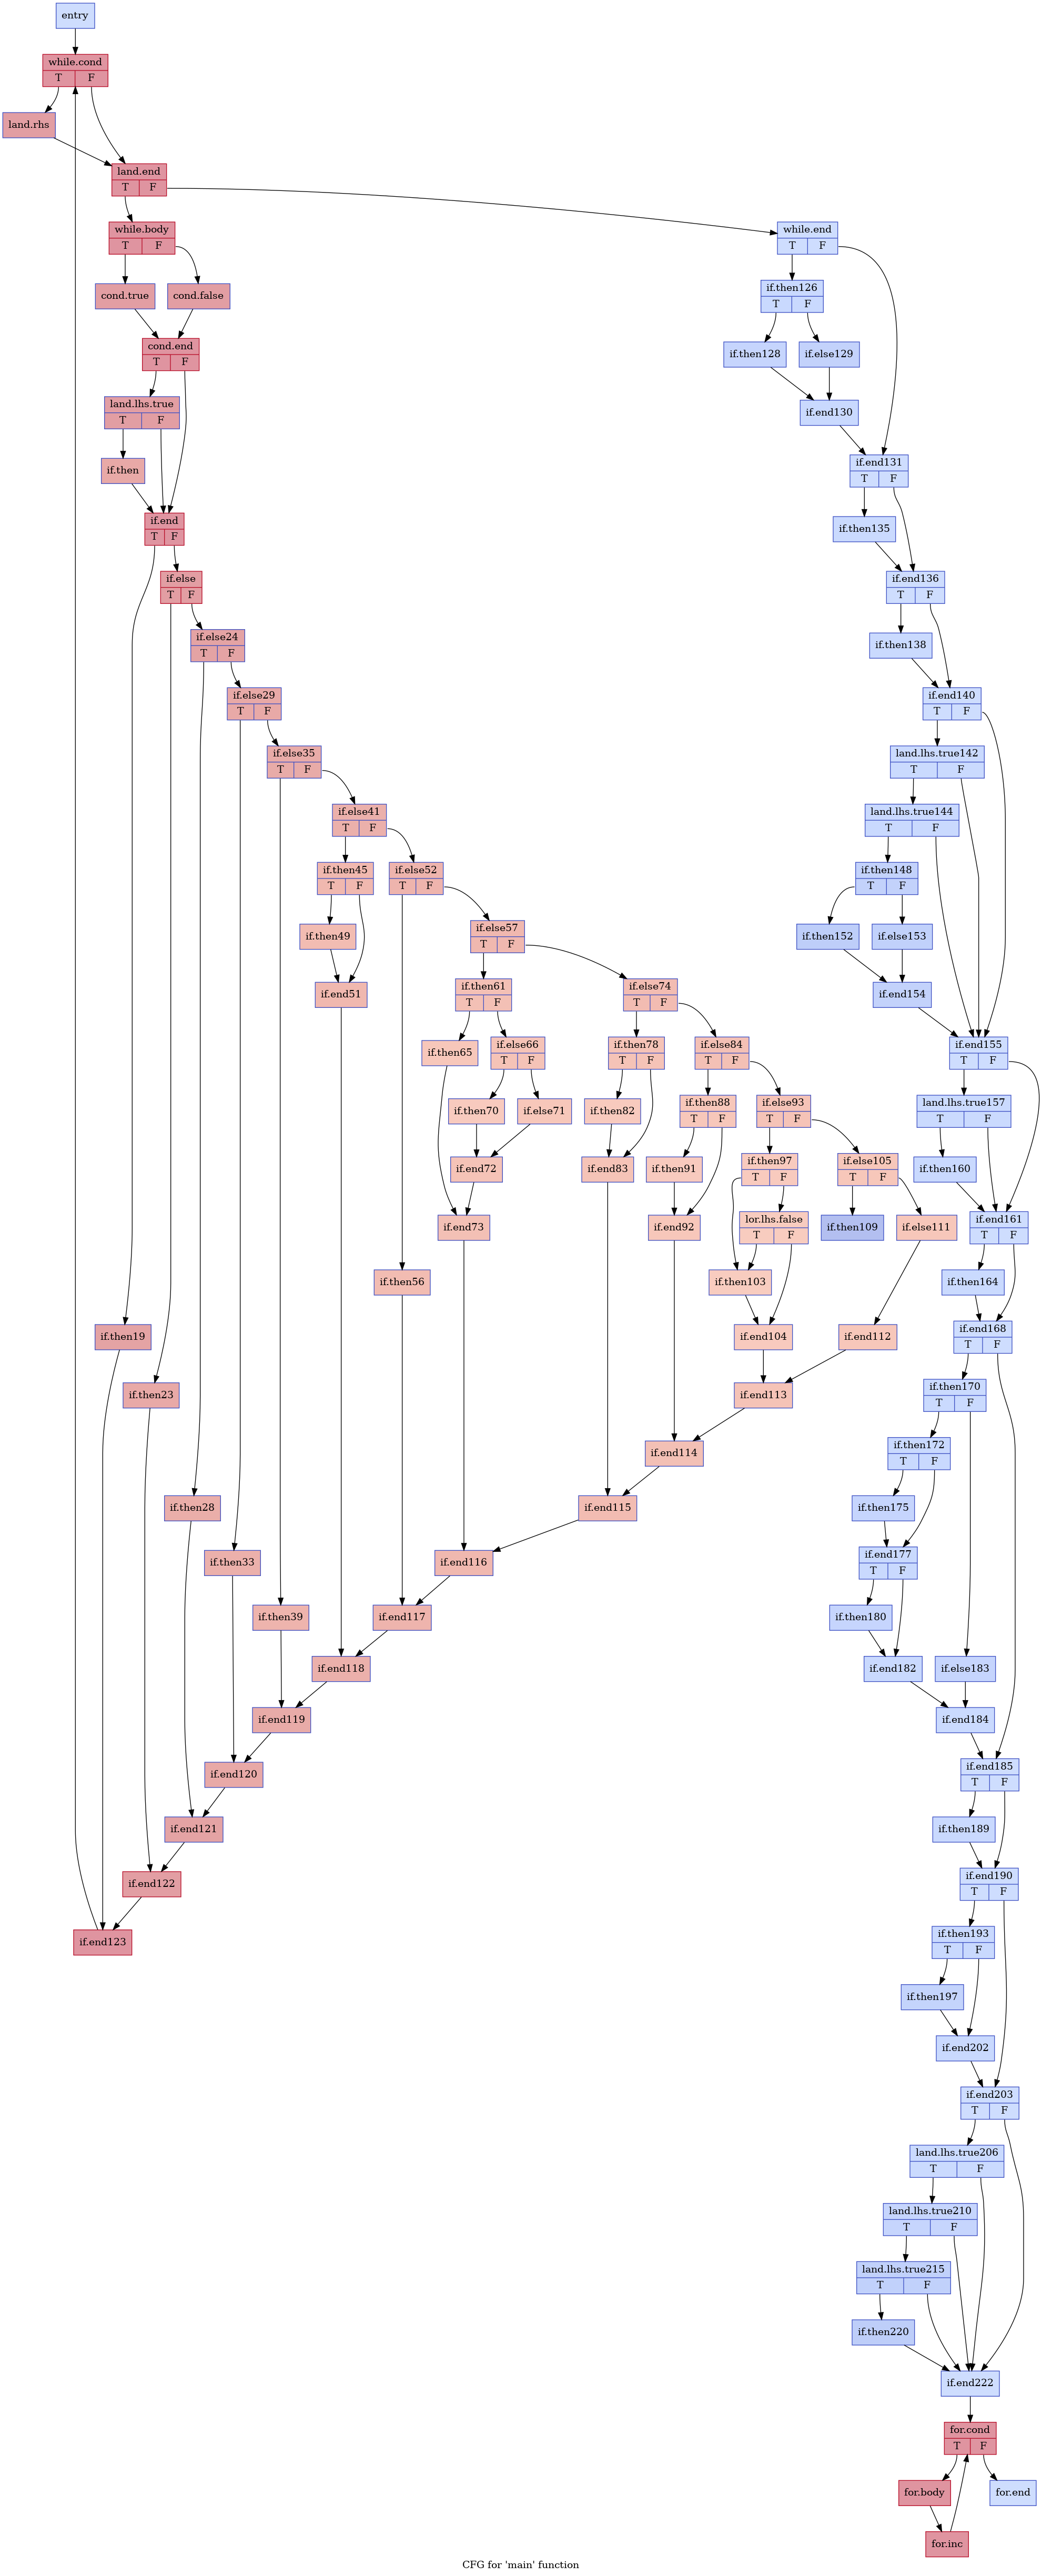 entry
while.cond
T F
land.rhs
land.end
T F
while.body
T F
while.end
T F
cond.true
cond.false
if.then126
T F
cond.end
T F
if.then128
if.else129
land.lhs.true
T F
if.end130
if.then
if.end131
T F
if.end
T F
if.then135
if.else
T F
if.end136
T F
if.else24
T F
if.then138
if.else29
T F
if.end140
T F
if.else35
T F
land.lhs.true142
T F
if.else41
T F
land.lhs.true144
T F
if.then45
T F
if.else52
T F
if.then148
T F
if.then49
if.else57
T F
if.then152
if.else153
if.end51
if.then61
T F
if.else74
T F
if.end154
if.then65
if.else66
T F
if.then78
T F
if.else84
T F
if.end155
T F
if.then70
if.else71
if.then82
if.then88
T F
if.else93
T F
land.lhs.true157
T F
if.end72
if.end83
if.then91
if.then97
T F
if.else105
T F
if.then160
if.end73
if.end92
lor.lhs.false
T F
if.then109
if.else111
if.end161
T F
if.then56
if.then103
if.then164
if.then19
if.end104
if.end112
if.end168
T F
if.then23
if.end113
if.then170
T F
if.end114
if.then172
T F
if.then28
if.end115
if.then175
if.then33
if.end116
if.end177
T F
if.then39
if.end117
if.then180
if.end118
if.end182
if.else183
if.end119
if.end184
if.end120
if.end185
T F
if.end121
if.then189
if.end122
if.end190
T F
if.end123
if.then193
T F
if.then197
if.end202
if.end203
T F
land.lhs.true206
T F
land.lhs.true210
T F
land.lhs.true215
T F
if.then220
if.end222
for.cond
T F
for.body
for.end
for.inc
CFG for 'main' function